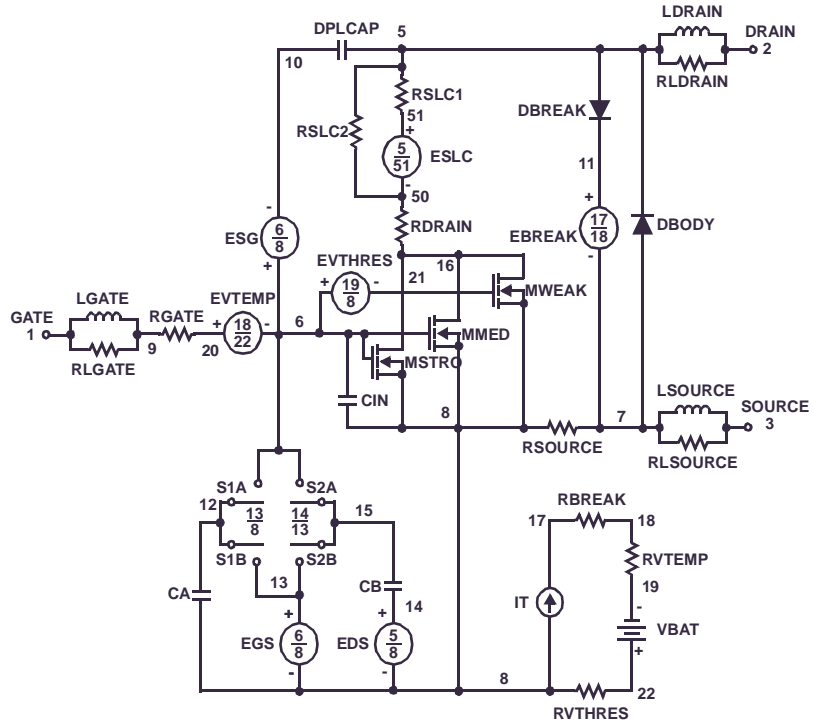 LDRAIN
DPLCAP 5 DRAIN
10 2
RSLC1 RLDRAIN
51 DBREAK
RSLC2 +
5
51
ESLC
11
- 50
- +
RDRAIN 17
18
ESG 6
8
EBREAK DBODY
+ EVTHRES 16 -
+ 19
8
- 21
MWEAK
LGATE EVTEMP
GATE RGATE + 18
22
- 6 MMED
1 9 20
RLGATE MSTRO
LSOURCE
CIN 8 7 SOURCE
3
RSOURCE RLSOURCE
S1A S2A RBREAK
12 13
8
14
13
15 17 18
S1B S2B RVTEMP
13 CB 19
CA 14 IT -
+ + VBAT
EGS 6
8
EDS 5
8
+
- - 8 22
RVTHRES